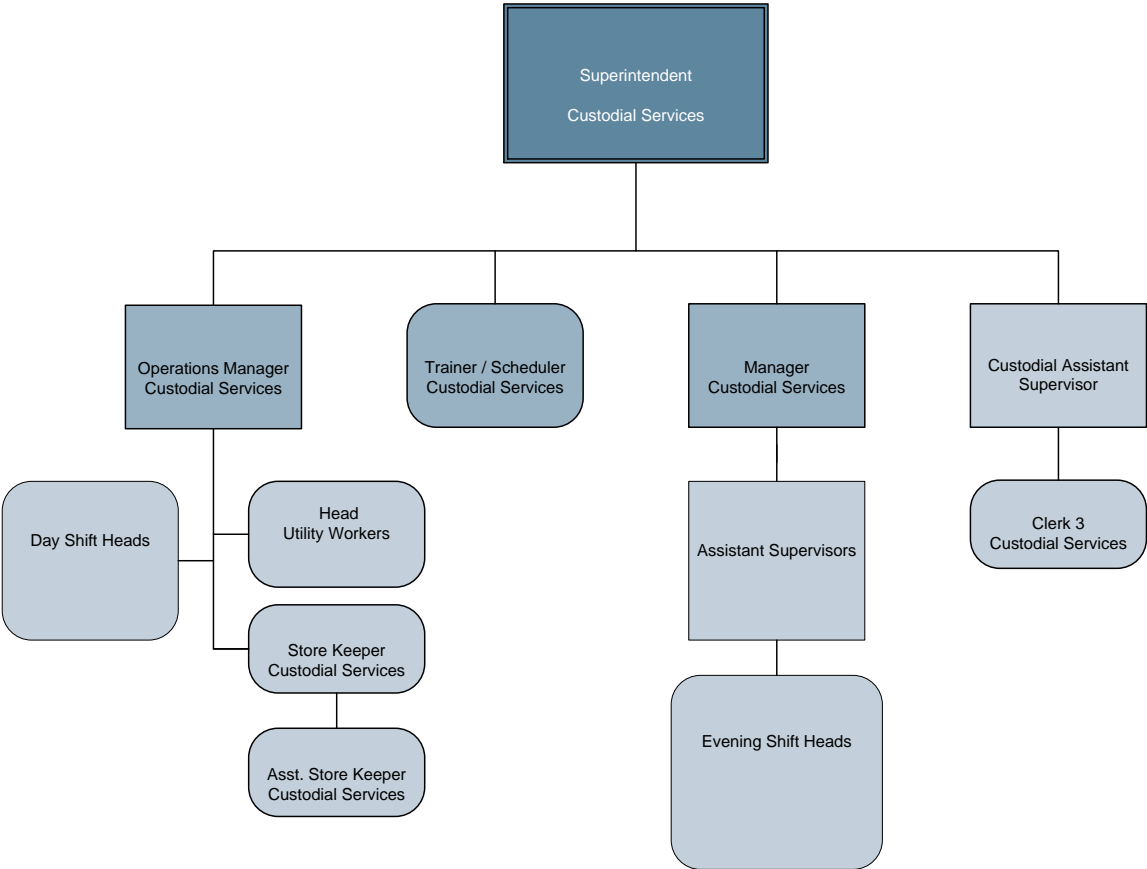 Superintendent
Custodial Services
Operations Manager
Custodial Services
Trainer / Scheduler
Custodial Services
Manager
Custodial Services
Custodial Assistant
Supervisor
Day Shift Heads
Head
Utility Workers
Assistant Supervisors
Clerk 3
Custodial Services
Store Keeper
Custodial Services
Evening Shift Heads
Asst. Store Keeper
Custodial Services